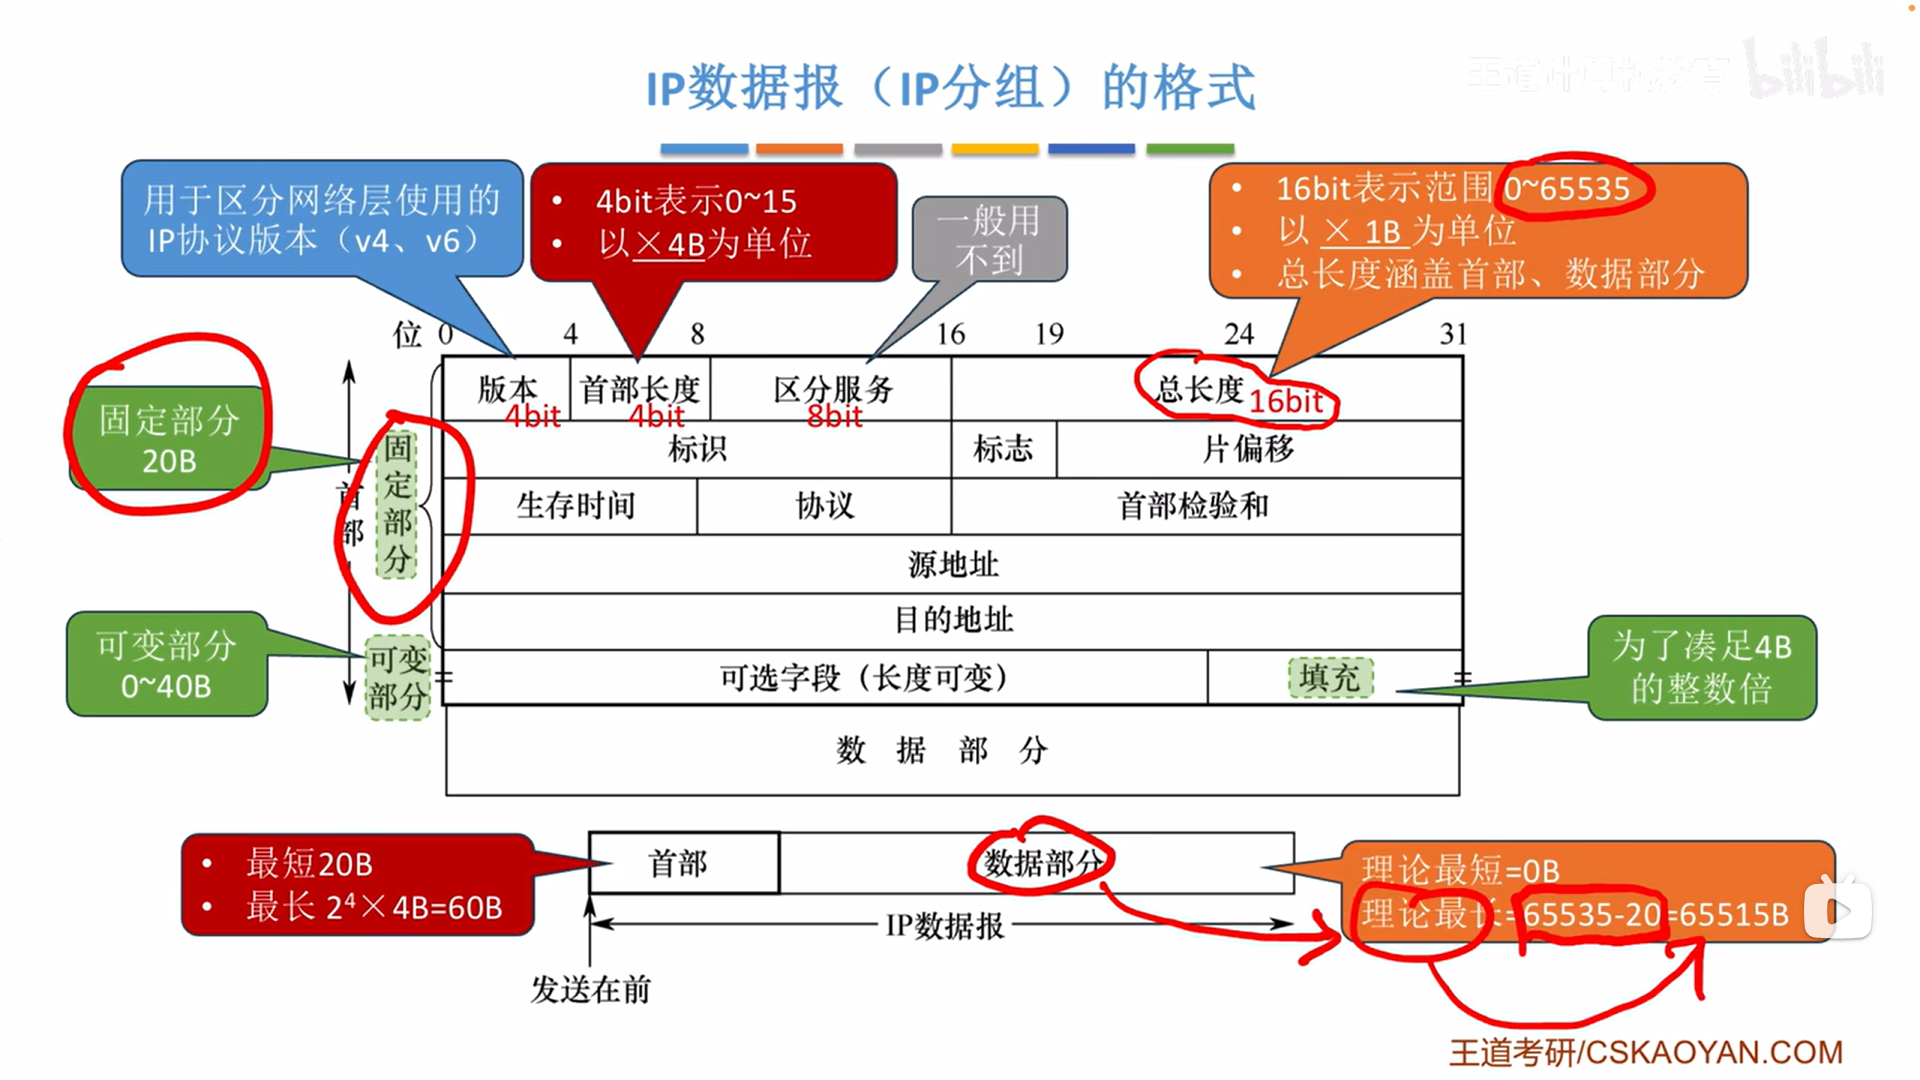 IP数据报（IP分组）的格式
王道计算机教育 bilibili
用于区分网络层使用的
IP协议版本（v4、v6）
• 4bit表示0~15
• 以×4B为单位
一般用
不到
• 16bit表示范围0~65535
• 以 × 1B 为单位
• 总长度涵盖首部、数据部分
位 0 4 8 16 19 24 31
版本 首部长度 区分服务 总长度
4bit 4bit 8bit 16bit
固定部分
20B
首部
固定部分
标识 标志 片偏移
生存时间 协议 首部检验和
源地址
目的地址
可变部分
0~40B
可变
部分
可选字段（长度可变） 填充
为了凑足4B
的整数倍
数 据 部 分
• 最短20B
• 最长 2⁴×4B=60B
首部 数据部分
理论最短=0B
理论最长=65535-20=65515B
IP数据报
发送在前
王道考研/CSKAOYAN.COM